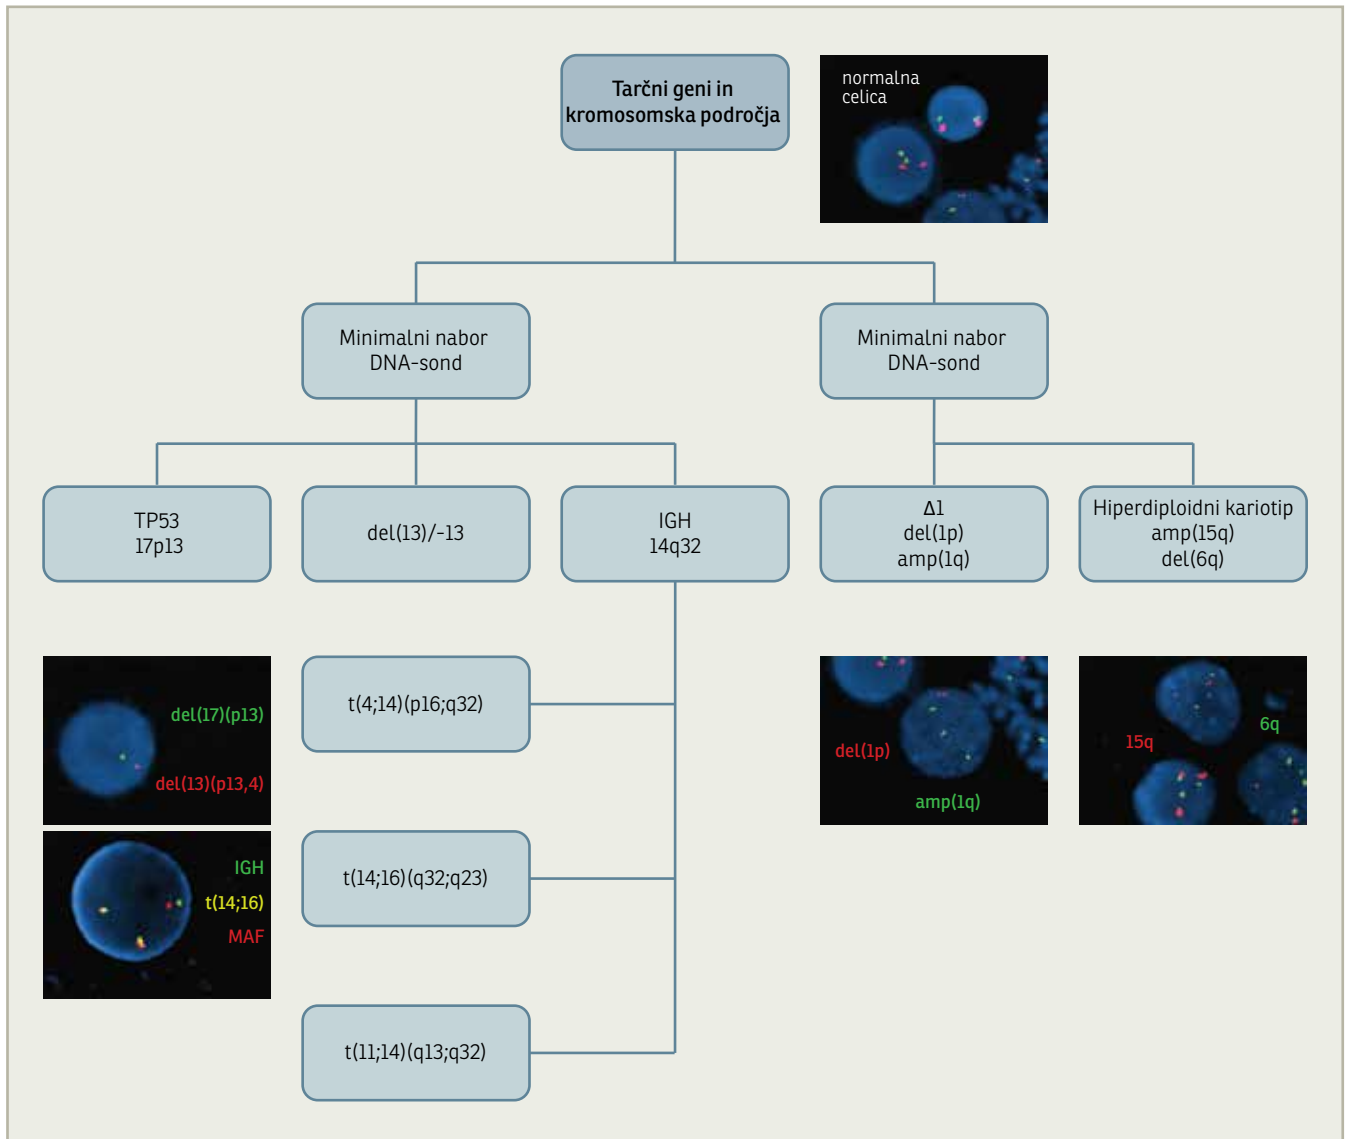 Tarčni geni in
kromosomska področja
normalna
celica
Minimalni nabor
DNA-sond
Minimalni nabor
DNA-sond
TP53
17p13
del(13)/-13
IGH
14q32
Δ1
del(1p)
amp(1q)
Hiperdiploidni kariotip
amp(15q)
del(6q)
del(17)(p13)
del(13)(p13,4)
t(4;14)(p16;q32)
del(1p)
amp(1q)
15q
6q
IGH
t(14;16)
MAF
t(14;16)(q32;q23)
t(11;14)(q13;q32)